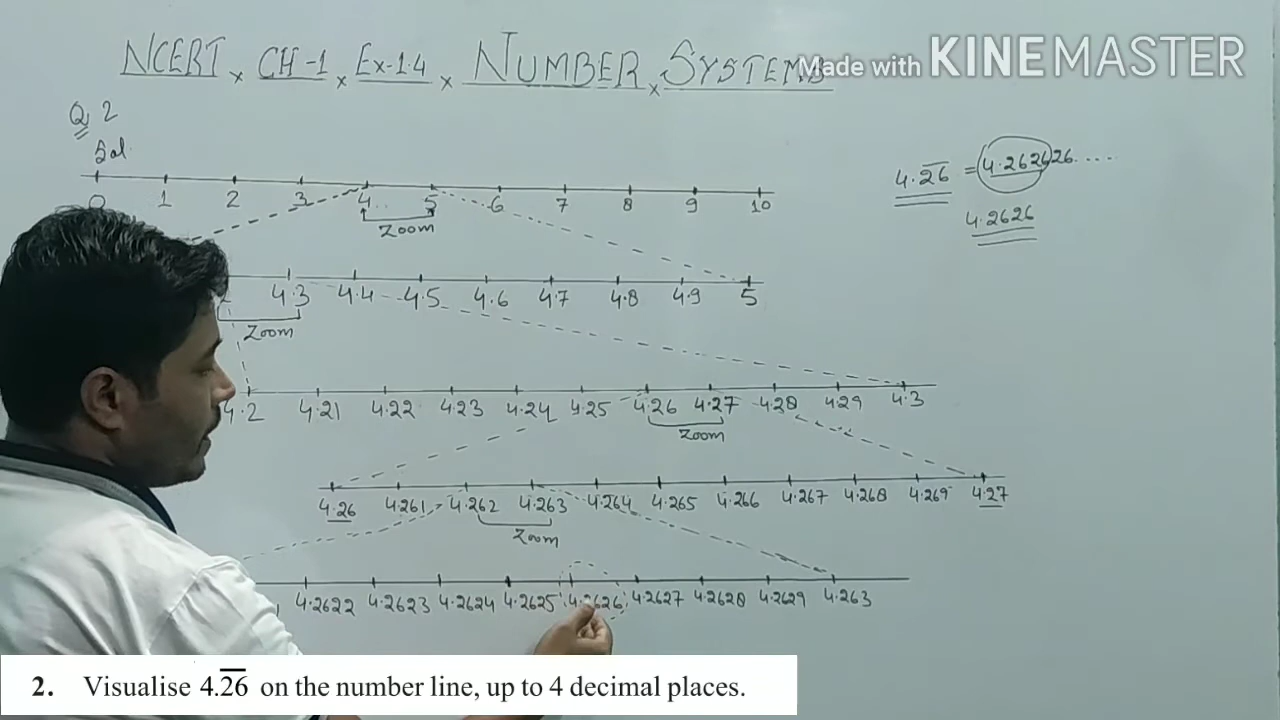 NCERT × CH-1 × Ex-1.4 × NUMBER × SYSTEMS
Made with KINEMASTER
Q 2
Sol.
4.2̅6̅ = 4.262626....
4.2626
0 1 2 3 4 5 6 7 8 9 10
Zoom
4.3 4.4 4.5 4.6 4.7 4.8 4.9 5
Zoom
4.2 4.21 4.22 4.23 4.24 4.25 4.26 4.27 4.28 4.29 4.3
Zoom
4.26 4.261 4.262 4.263 4.264 4.265 4.266 4.267 4.268 4.269 4.27
Zoom
4.2622 4.2623 4.2624 4.2625 4.2626 4.2627 4.2628 4.2629 4.263
2. Visualise 4.2̅6̅ on the number line, up to 4 decimal places.